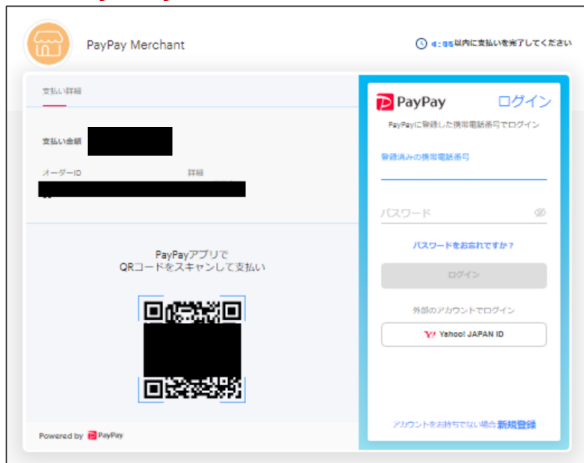 PayPay Merchant
4:55以内に支払いを完了してください
支払い詳細
支払い金額
オーダーID 詳細
PayPayアプリで
QRコードをスキャンして支払い
Powered by PayPay
PayPay ログイン
PayPayに登録した携帯電話番号でログイン
登録済みの携帯電話番号
パスワード
パスワードをお忘れですか？
ログイン
外部のアカウントでログイン
Yahoo! JAPAN ID
アカウントをお持ちでない場合 新規登録